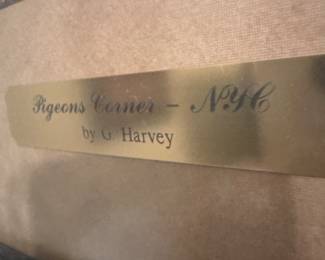 Pigeons Corner – NYC
by G. Harvey